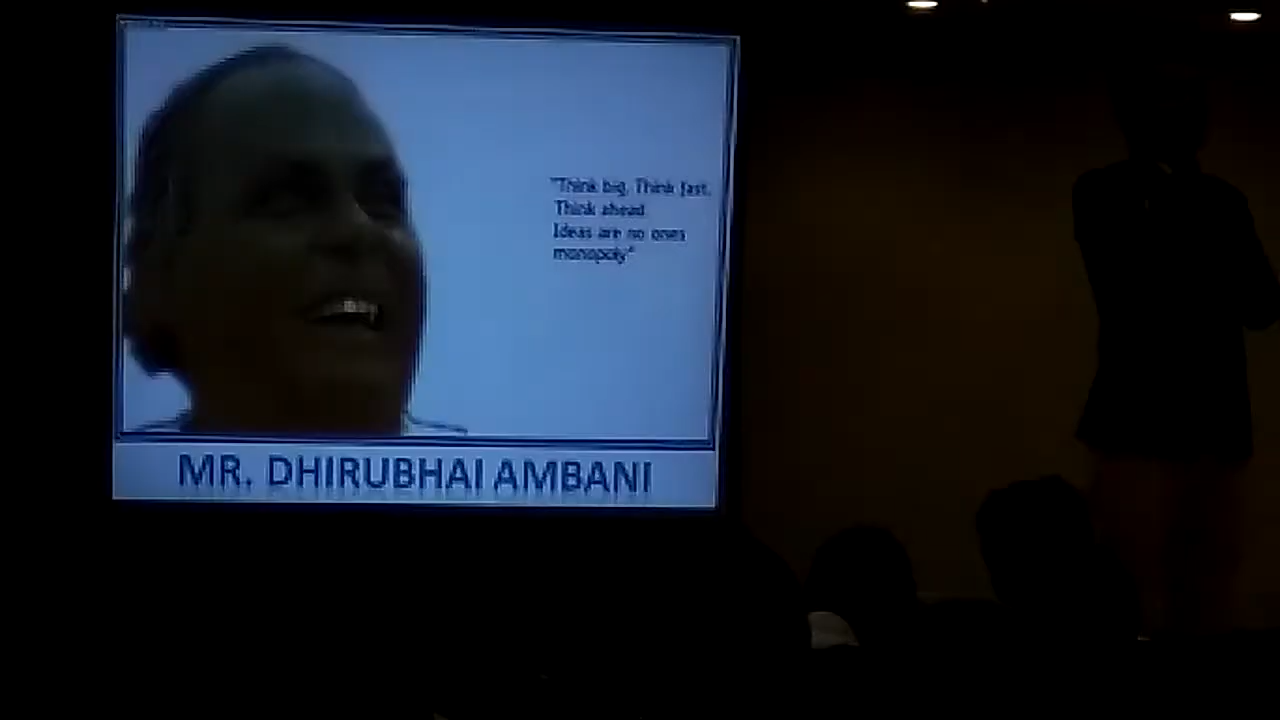 "Think big, Think fast,
Think ahead
Ideas are no ones
monopoly"
MR. DHIRUBHAI AMBANI